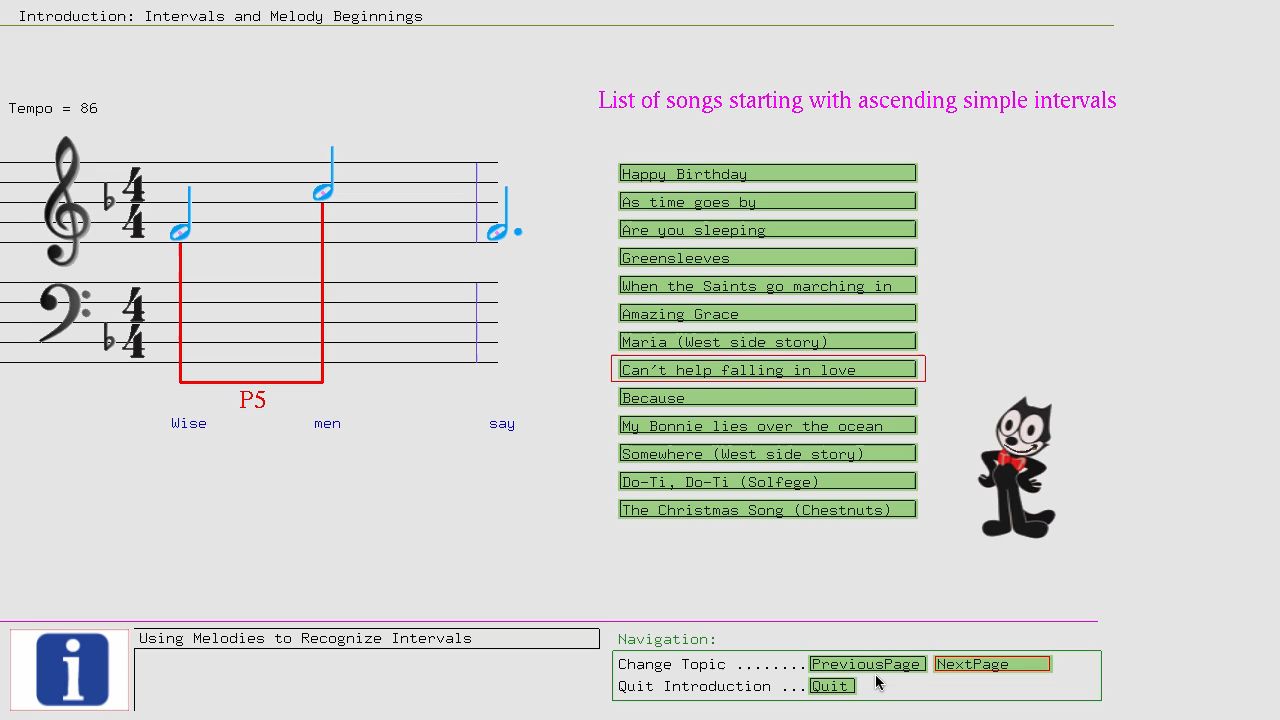 Introduction: Intervals and Melody Beginnings
List of songs starting with ascending simple intervals
Tempo = 86
4
4
4
4
P5
Wise men say
Happy Birthday
As time goes by
Are you sleeping
Greensleeves
When the Saints go marching in
Amazing Grace
Maria (West side story)
Can't help falling in love
Because
My Bonnie lies over the ocean
Somewhere (West side story)
Do-Ti, Do-Ti (Solfege)
The Christmas Song (Chestnuts)
i
Using Melodies to Recognize Intervals
Navigation:
Change Topic ........PreviousPage NextPage
Quit Introduction ...Quit